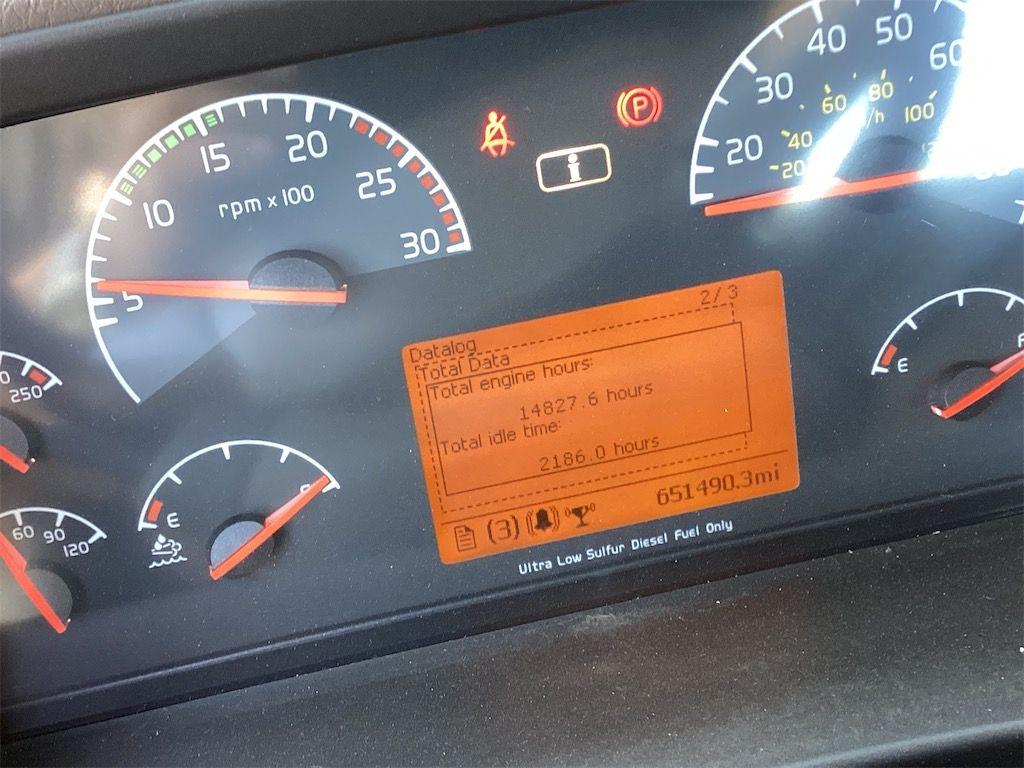 40
50
60
30
60
80
100
20
40
20
km/h
P
i
15
20
rpm x 100
10
25
30
5
2/3
Datalog
Total Data
Total engine hours:
14827.6 hours
Total idle time:
2186.0 hours
651490.3mi
(3)
Ultra Low Sulfur Diesel Fuel Only
250
E
E
60
90
120